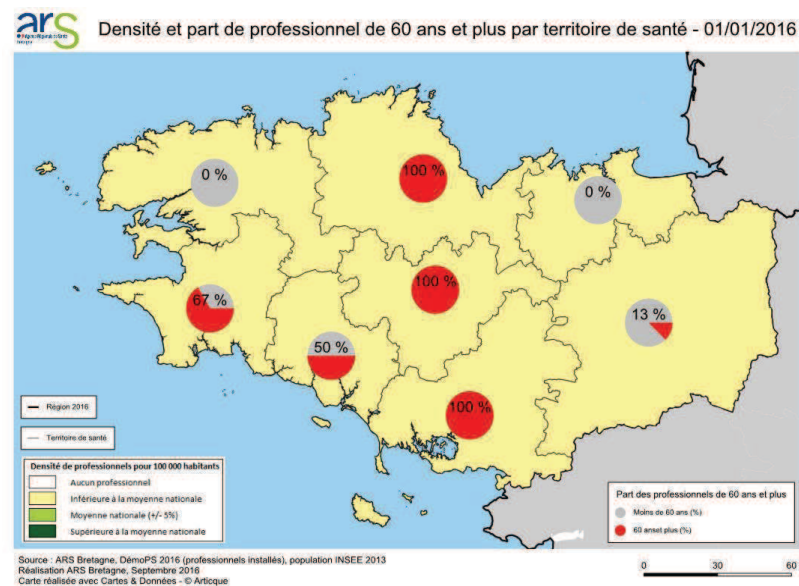 ars
Densité et part de professionnel de 60 ans et plus par territoire de santé - 01/01/2016
0 %
100 %
0 %
100 %
67 %
13 %
50 %
100 %
Région 2016
Territoire de santé
Densité de professionnels pour 100 000 habitants
Aucun professionnel
Inférieure à la moyenne nationale
Moyenne nationale (+/- 5%)
Supérieure à la moyenne nationale
Part des professionnels de 60 ans et plus
Moins de 60 ans (%)
60 anset plus (%)
Source : ARS Bretagne, DémoPS 2016 (professionnels installés), population INSEE 2013
Réalisation ARS Bretagne, Septembre 2016
Carte réalisée avec Cartes & Données - © Articque
0 30 60